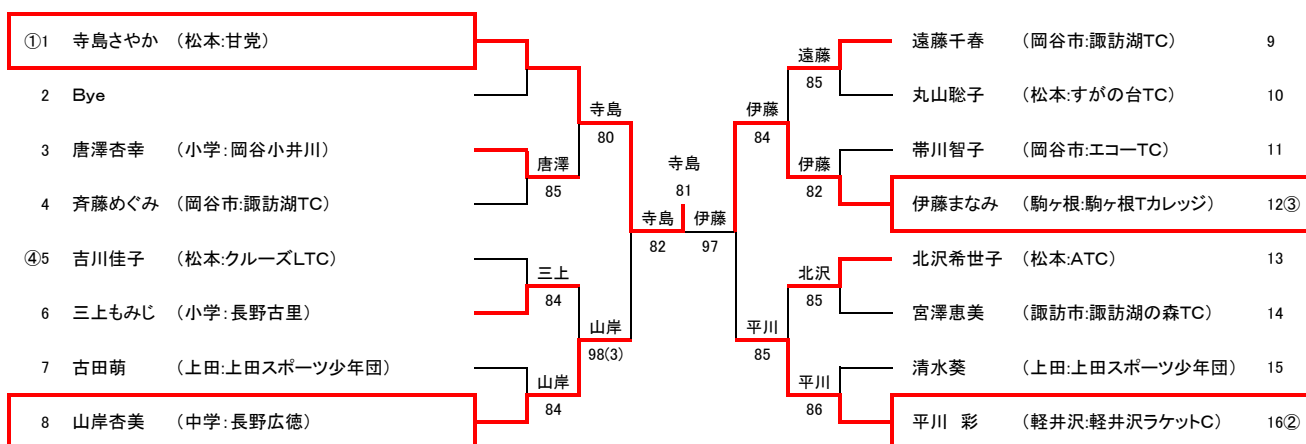 ①1 寺島さやか (松本:甘党)
2 Bye
3 唐澤杏幸 (小学:岡谷小井川)
4 斉藤めぐみ (岡谷市:諏訪湖TC)
④5 吉川佳子 (松本:クルーズLTC)
6 三上もみじ (小学:長野古里)
7 古田萌 (上田:上田スポーツ少年団)
8 山岸杏美 (中学:長野広徳)
唐澤
85
三上
84
山岸
84
寺島
80
山岸
98(3)
寺島
82
寺島
81
伊藤
97
伊藤
84
平川
85
遠藤
85
伊藤
82
北沢
85
平川
86
遠藤千春 (岡谷市:諏訪湖TC) 9
丸山聡子 (松本:すがの台TC) 10
帯川智子 (岡谷市:エコーTC) 11
伊藤まなみ (駒ヶ根:駒ヶ根Tカレッジ) 12③
北沢希世子 (松本:ATC) 13
宮澤恵美 (諏訪市:諏訪湖の森TC) 14
清水葵 (上田:上田スポーツ少年団) 15
平川 彩 (軽井沢:軽井沢ラケットC) 16②